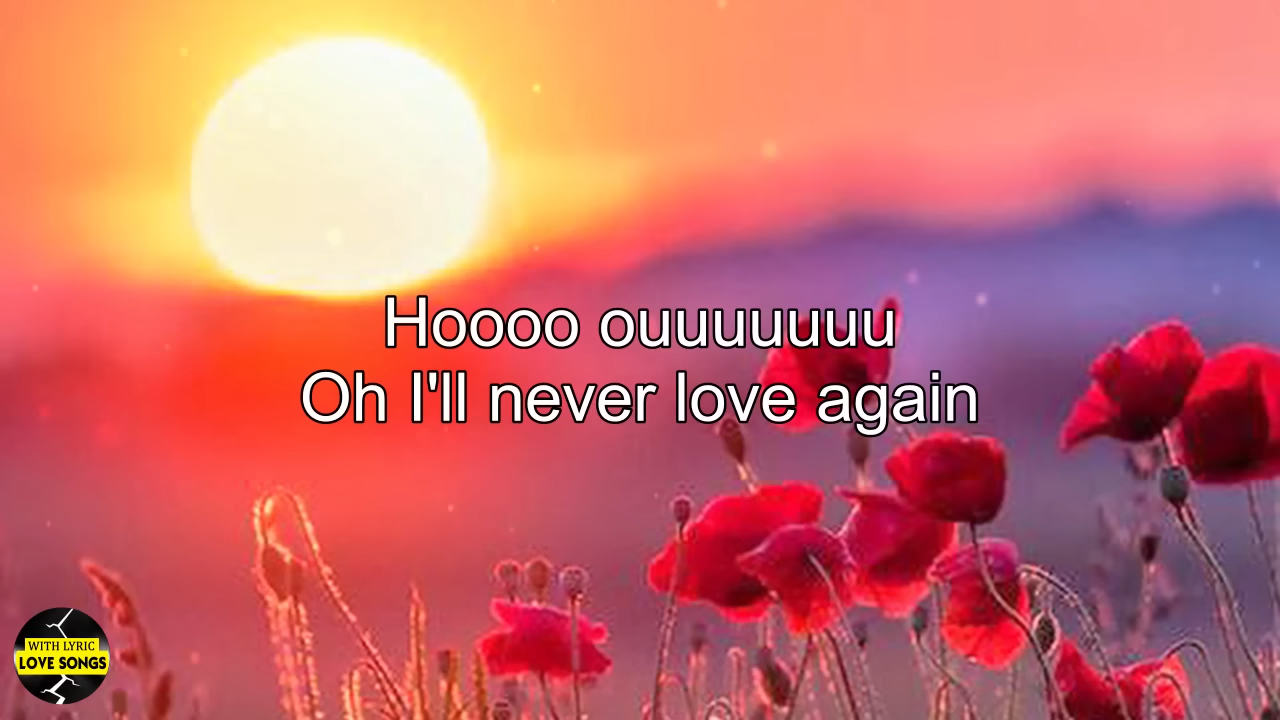 Hoooo ouuuuuuu
Oh I'll never love again
WITH LYRIC
LOVE SONGS